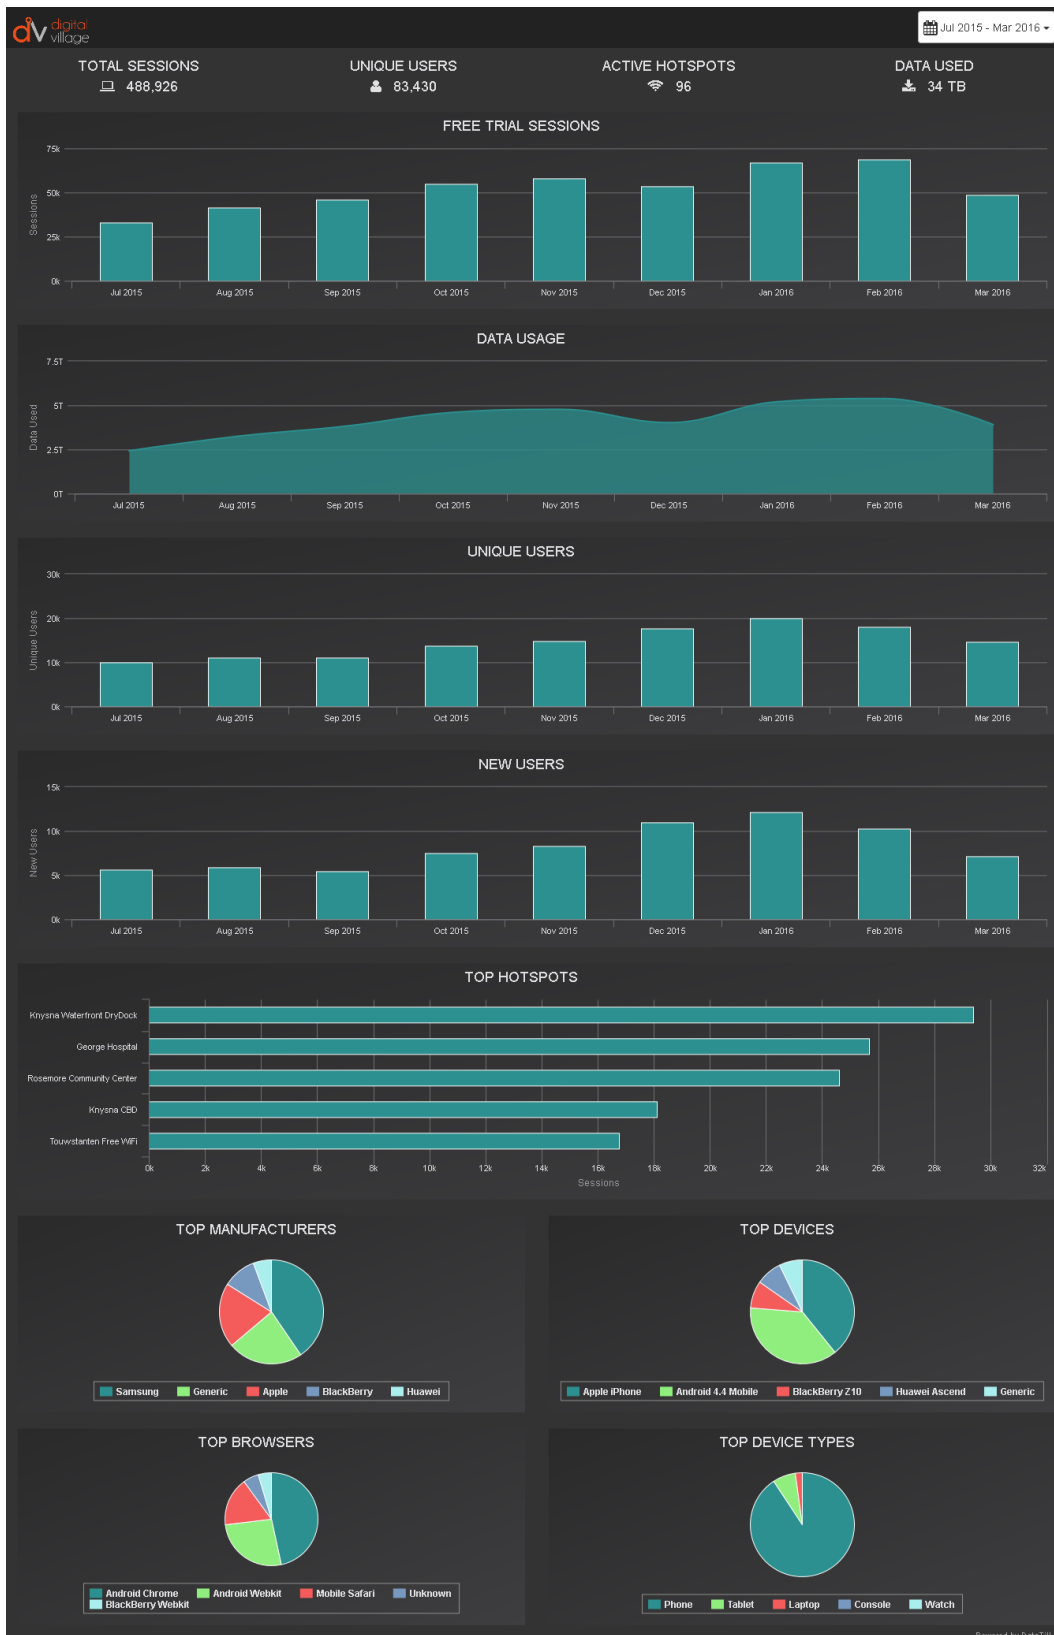 digital
village
Jul 2015 - Mar 2016
TOTAL SESSIONS
488,926
UNIQUE USERS
83,430
ACTIVE HOTSPOTS
96
DATA USED
34 TB
FREE TRIAL SESSIONS
75k
50k
25k
0k
Sessions
Jul 2015 Aug 2015 Sep 2015 Oct 2015 Nov 2015 Dec 2015 Jan 2016 Feb 2016 Mar 2016
DATA USAGE
7.5T
5T
2.5T
0T
Data Used
Jul 2015 Aug 2015 Sep 2015 Oct 2015 Nov 2015 Dec 2015 Jan 2016 Feb 2016 Mar 2016
UNIQUE USERS
30k
20k
10k
0k
Unique Users
Jul 2015 Aug 2015 Sep 2015 Oct 2015 Nov 2015 Dec 2015 Jan 2016 Feb 2016 Mar 2016
NEW USERS
15k
10k
5k
0k
New Users
Jul 2015 Aug 2015 Sep 2015 Oct 2015 Nov 2015 Dec 2015 Jan 2016 Feb 2016 Mar 2016
TOP HOTSPOTS
Knysna Waterfront DryDock
George Hospital
Rosemore Community Center
Knysna CBD
Touwstanten Free WiFi
0k 2k 4k 6k 8k 10k 12k 14k 16k 18k 20k 22k 24k 26k 28k 30k 32k
Sessions
TOP MANUFACTURERS
Samsung Generic Apple BlackBerry Huawei
TOP DEVICES
Apple iPhone Android 4.4 Mobile BlackBerry Z10 Huawei Ascend Generic
TOP BROWSERS
Android Chrome Android Webkit Mobile Safari Unknown
BlackBerry Webkit
TOP DEVICE TYPES
Phone Tablet Laptop Console Watch